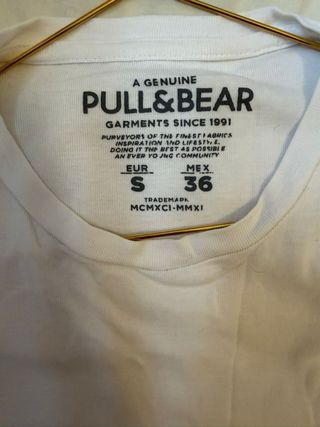 A GENUINE
PULL&BEAR
GARMENTS SINCE 1991
PURVEYORS OF THE FINEST FABRICS
INSPIRATION AND LIFESTYLE.
DOING IT THE BEST AS POSSIBLE
AN EVER YOUNG COMMUNITY
EUR MEX
S 36
TRADEMARK
MCMXCI-MMXI